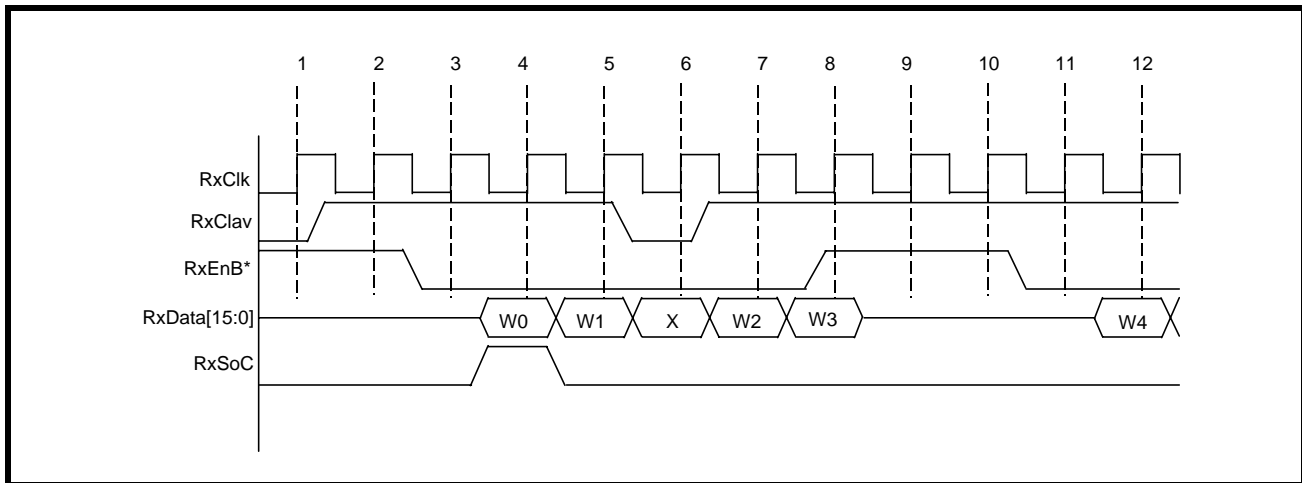 1 2 3 4 5 6 7 8 9 10 11 12
RxClk
RxClav
RxEnB*
RxData[15:0] W0 W1 X W2 W3 W4
RxSoC